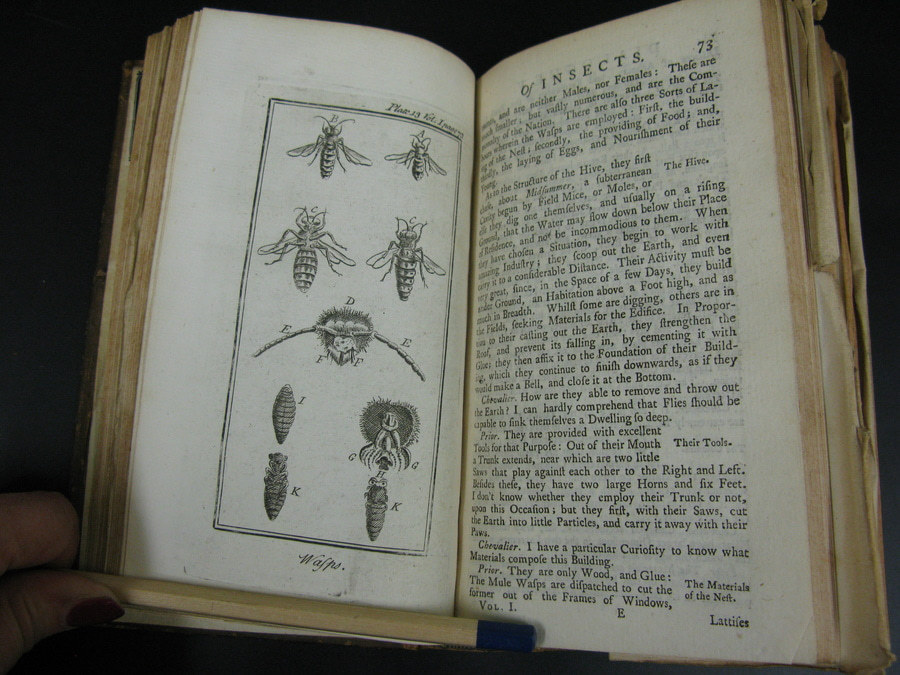 Plate 13 Vol. I.
B
A
C
C
D
E
E
F
F
I
G
G
H
K
K
Waſps.
Of INSECTS. 73
and are neither Males, nor Females: Theſe are
ſmaller, but vaſtly numerous, and are the Com-
of the Nation. There are alſo three Sorts of La-
wherein the Waſps are employed: Firſt, the build-
of the Neſt; ſecondly, the providing of Food; and,
the laying of Eggs, and Nouriſhment of their
Young.
As in the Structure of the Hive, they firſt
about Midſummer, a ſubterranean The Hive.
begun by Field Mice, or Moles, or
they dig one themſelves, and uſually on a riſing
Ground, that the Water may flow down below their Place
of Reſidence, and not be incommodious to them. When
they have choſen a Situation, they begin to work with
amazing Induſtry; they ſcoop out the Earth, and even
carry it to a conſiderable Diſtance. Their Activity muſt be
very great, ſince, in the Space of a few Days, they build
under Ground, an Habitation above a Foot high, and as
much in Breadth. Whilſt ſome are digging, others are in
the Fields, ſeeking Materials for the Edifice. In Propor-
tion to their caſting out the Earth, they ſtrengthen the
Roof, and prevent its falling in, by cementing it with
Glue; they then affix it to the Foundation of their Build-
ing, which they continue to finiſh downwards, as if they
would make a Bell, and cloſe it at the Bottom.
Chevalier. How are they able to remove and throw out
the Earth? I can hardly comprehend that Flies ſhould be
capable to ſink themſelves a Dwelling ſo deep.
Prior. They are provided with excellent
Tools for that Purpoſe: Out of their Mouth Their Tools.
a Trunk extends, near which are two little
Saws that play againſt each other to the Right and Left.
Beſides theſe, they have two large Horns and ſix Feet.
I don't know whether they employ their Trunk or not,
upon this Occaſion; but they firſt, with their Saws, cut
the Earth into little Particles, and carry it away with their
Paws.
Chevalier. I have a particular Curioſity to know what
Materials compoſe this Building.
Prior. They are only Wood, and Glue:
The Mule Waſps are diſpatched to cut the The Materials
former out of the Frames of Windows, of the Neſt.
VOL. I. E Lattiſes